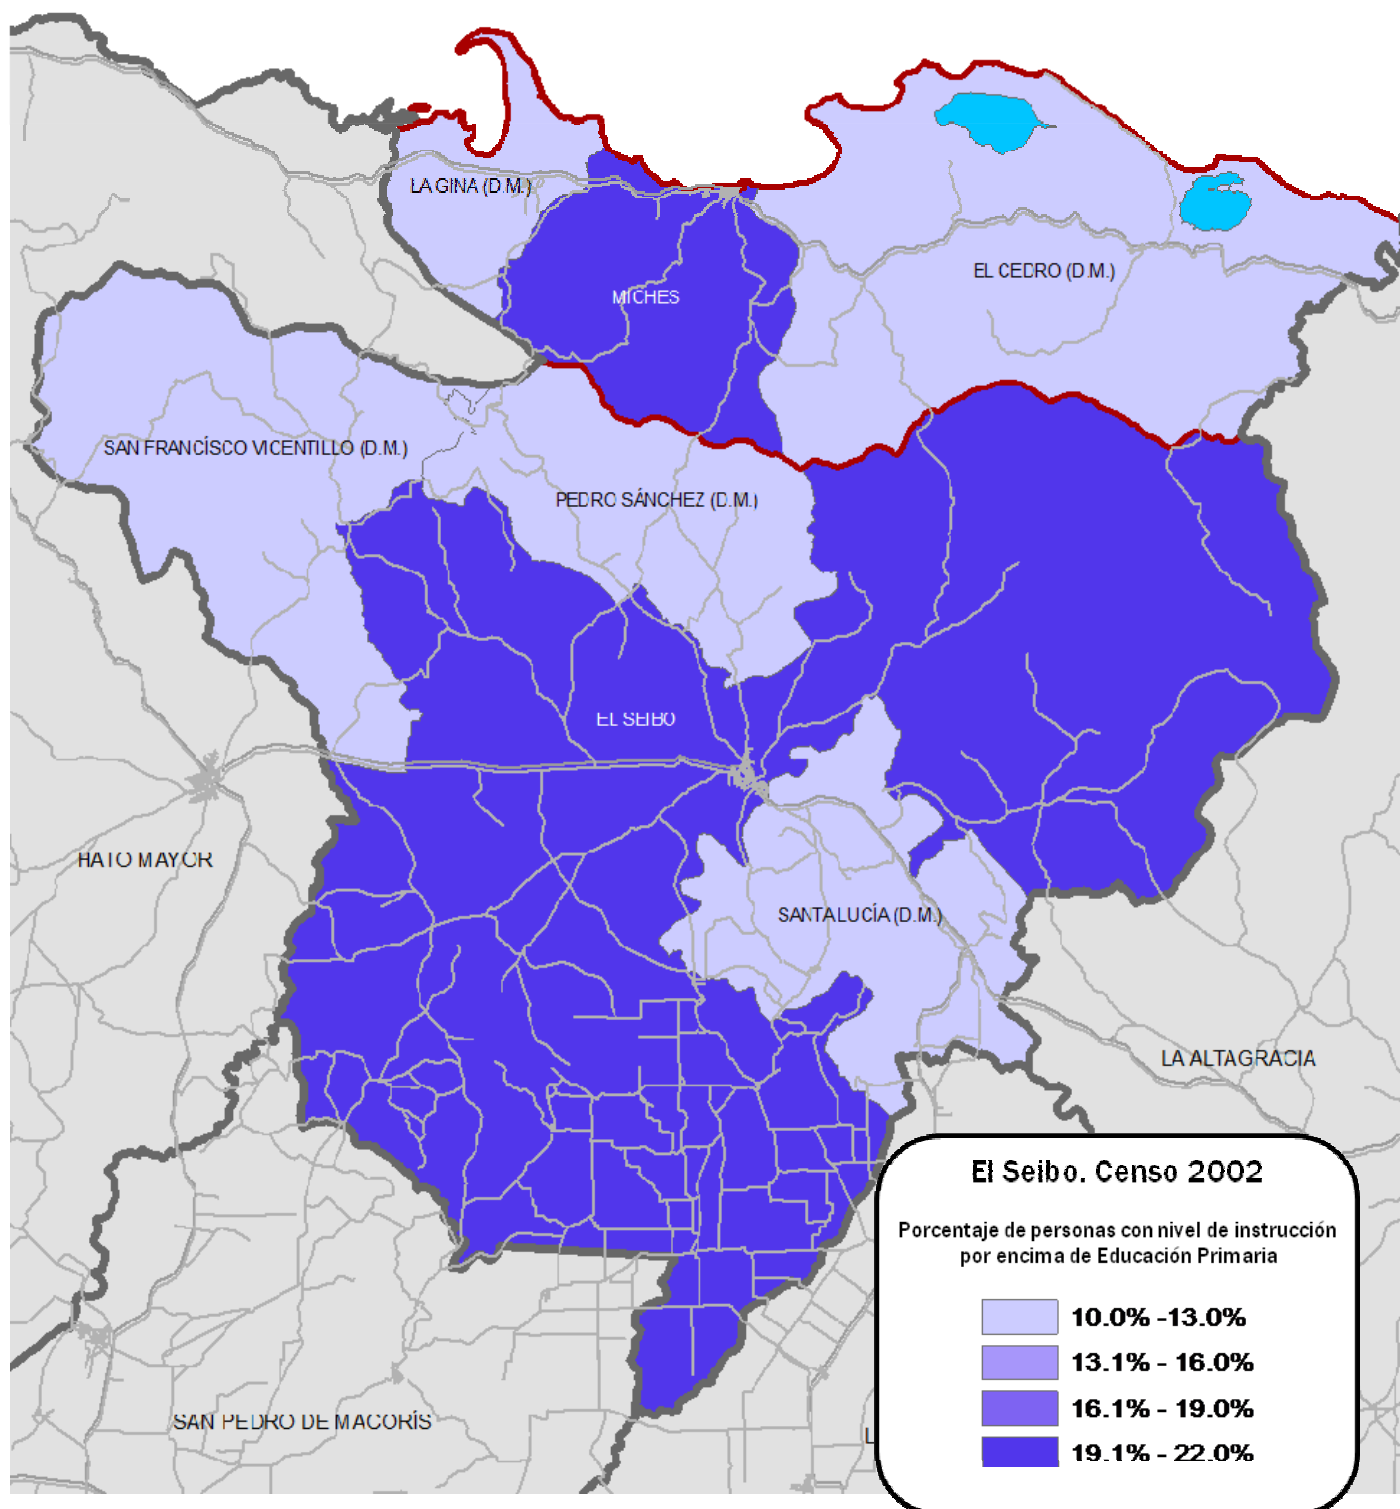 LA GINA (D.M.)
MICHES
EL CEDRO (D.M.)
SAN FRANCÍSCO VICENTILLO (D.M.)
PEDRO SÁNCHEZ (D.M.)
EL SEIBO
HATO MAYOR
SANTA LUCÍA (D.M.)
LA ALTAGRACIA
SAN PEDRO DE MACORÍS
L
El Seibo. Censo 2002
Porcentaje de personas con nivel de instrucción
por encima de Educación Primaria
10.0% -13.0%
13.1% - 16.0%
16.1% - 19.0%
19.1% - 22.0%